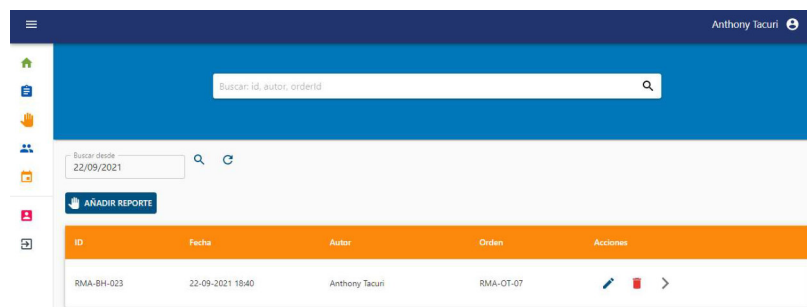 Anthony Tacuri
Buscar: id, autor, orderId
Buscar desde
22/09/2021
AÑADIR REPORTE
ID Fecha Autor Orden Acciones
RMA-BH-023 22-09-2021 18:40 Anthony Tacuri RMA-OT-07